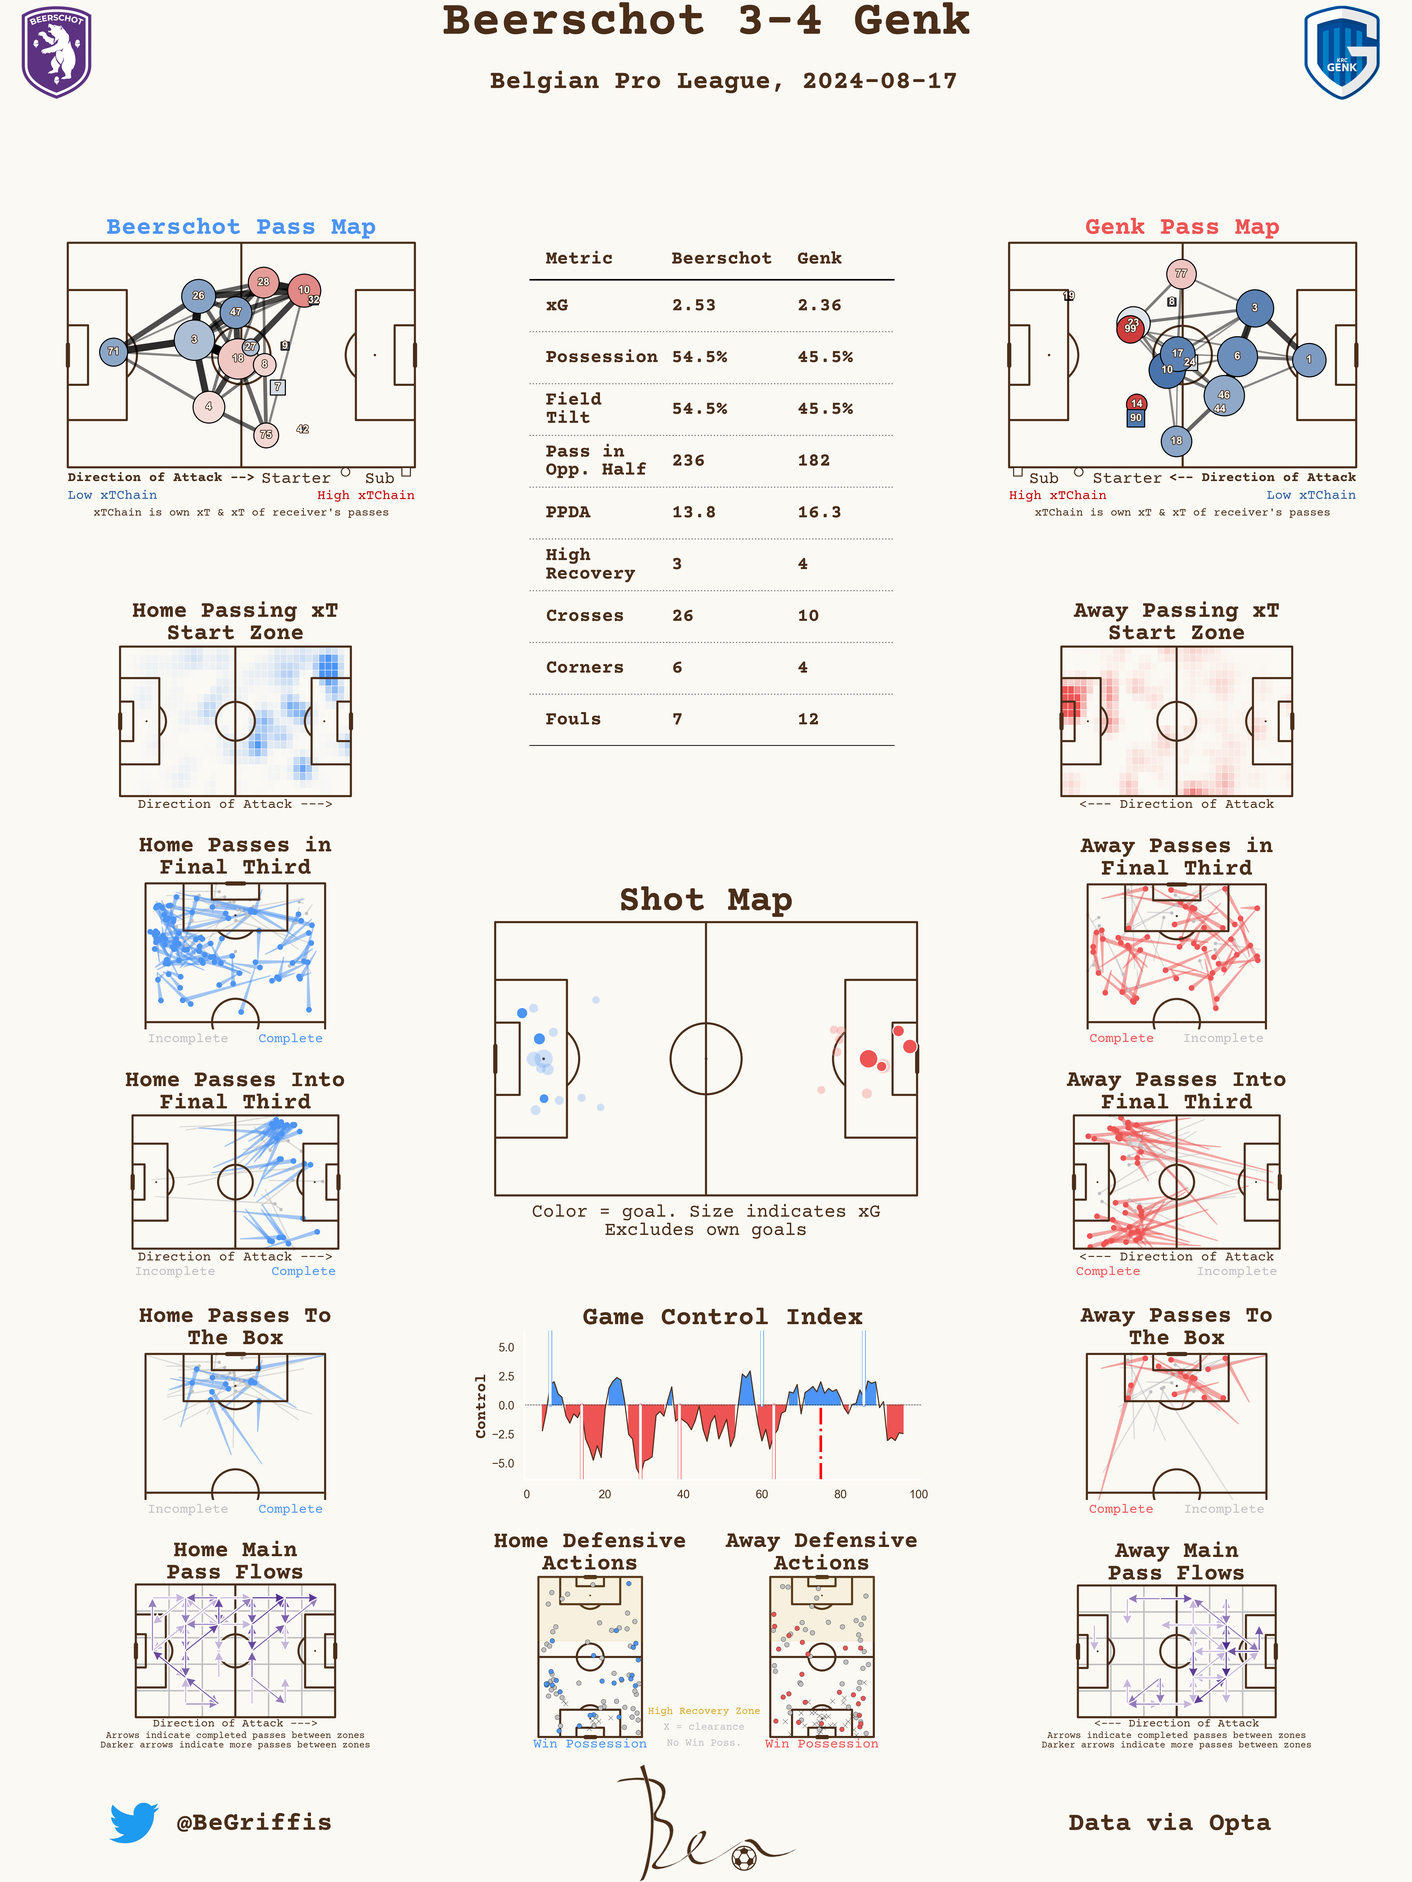 Beerschot 3-4 Genk
Belgian Pro League, 2024-08-17
BEERSCHOT
KRC
GENK
Beerschot Pass Map
26
28
10
32
47
3
71
27
18
8
9
7
4
75
42
Direction of Attack --> Starter Sub
Low xTChain High xTChain
xTChain is own xT & xT of receiver's passes
Metric Beerschot Genk
xG 2.53 2.36
Possession 54.5% 45.5%
Field
Tilt 54.5% 45.5%
Pass in
Opp. Half 236 182
PPDA 13.8 16.3
High
Recovery 3 4
Crosses 26 10
Corners 6 4
Fouls 7 12
Genk Pass Map
77
19
8
3
23
99
17
24
10
6
1
46
44
14
90
18
Sub Starter <-- Direction of Attack
High xTChain Low xTChain
xTChain is own xT & xT of receiver's passes
Home Passing xT
Start Zone
Direction of Attack --->
Away Passing xT
Start Zone
<--- Direction of Attack
Home Passes in
Final Third
Incomplete Complete
Away Passes in
Final Third
Complete Incomplete
Shot Map
Color = goal. Size indicates xG
Excludes own goals
Home Passes Into
Final Third
Direction of Attack --->
Incomplete Complete
Away Passes Into
Final Third
<--- Direction of Attack
Complete Incomplete
Home Passes To
The Box
Incomplete Complete
Game Control Index
Control
5.0
2.5
0.0
−2.5
−5.0
0 20 40 60 80 100
Away Passes To
The Box
Complete Incomplete
Home Main
Pass Flows
Direction of Attack --->
Arrows indicate completed passes between zones
Darker arrows indicate more passes between zones
Home Defensive
Actions
Win Possession
High Recovery Zone
X = clearance
No Win Poss.
Away Defensive
Actions
Win Possession
Away Main
Pass Flows
<--- Direction of Attack
Arrows indicate completed passes between zones
Darker arrows indicate more passes between zones
@BeGriffis
Ben
Data via Opta